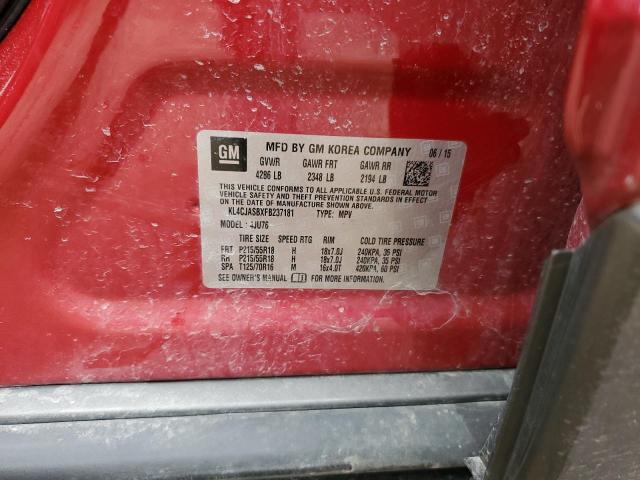 GM
MFD BY GM KOREA COMPANY 06 / 15
GVWR GAWR FRT GAWR RR
4286 LB 2348 LB 2194 LB
THIS VEHICLE CONFORMS TO ALL APPLICABLE U.S. FEDERAL MOTOR
VEHICLE SAFETY AND THEFT PREVENTION STANDARDS IN EFFECT
ON THE DATE OF MANUFACTURE SHOWN ABOVE.
KL4CJASBXFB237181 TYPE: MPV
MODEL: 4JU76
TIRE SIZE SPEED RTG RIM COLD TIRE PRESSURE
FRT P215/55R18 H 18x7.0J 240KPA, 35 PSI
RR P215/55R18 H 18x7.0J 240KPA, 35 PSI
SPA T125/70R16 M 16x4.0T 420KPA, 60 PSI
SEE OWNER'S MANUAL FOR MORE INFORMATION.